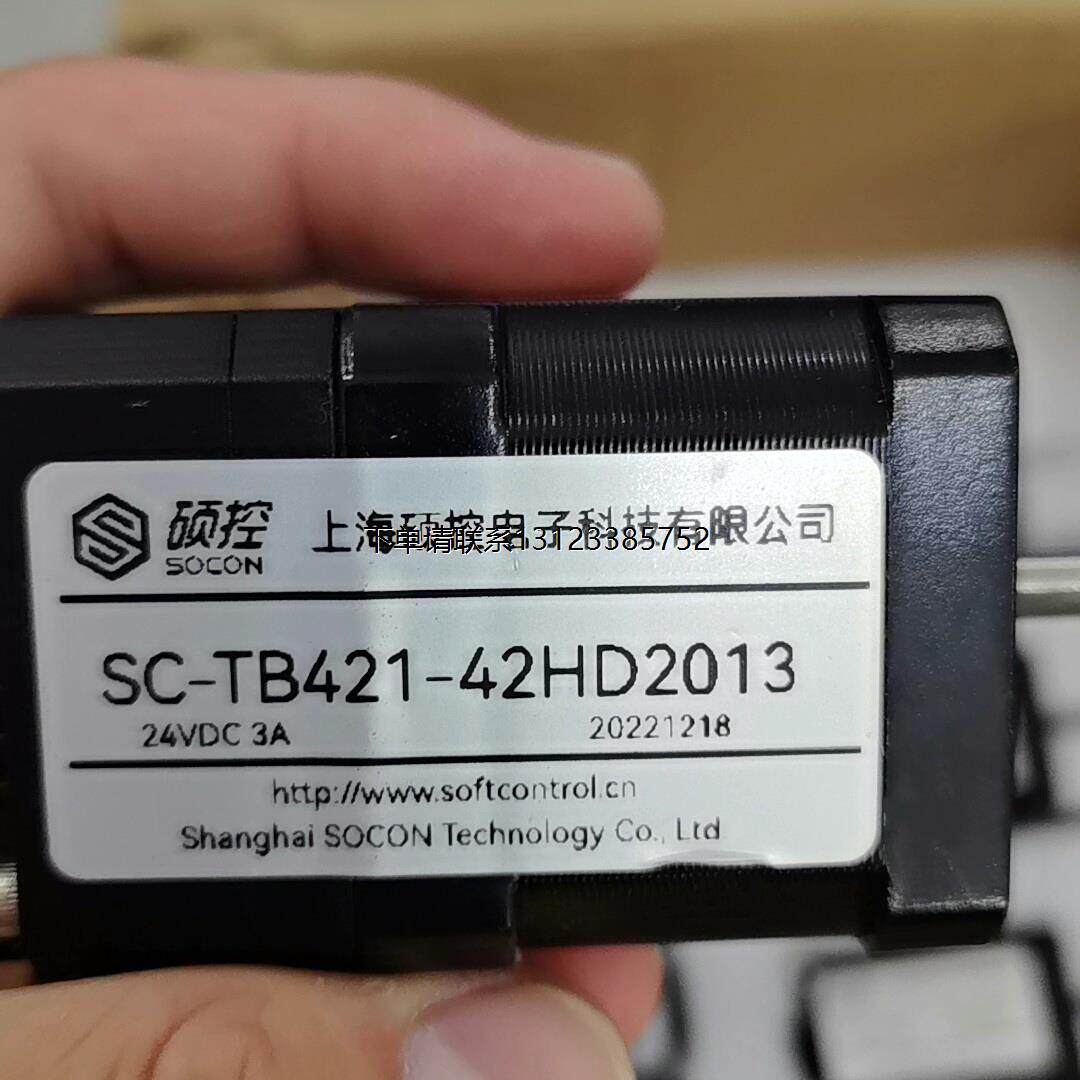 硕控
SOCON
上海硕控电子科技有限公司
下单请联系13123385752
SC-TB421-42HD2013
24VDC 3A
20221218
http://www.softcontrol.cn
Shanghai SOCON Technology Co., Ltd